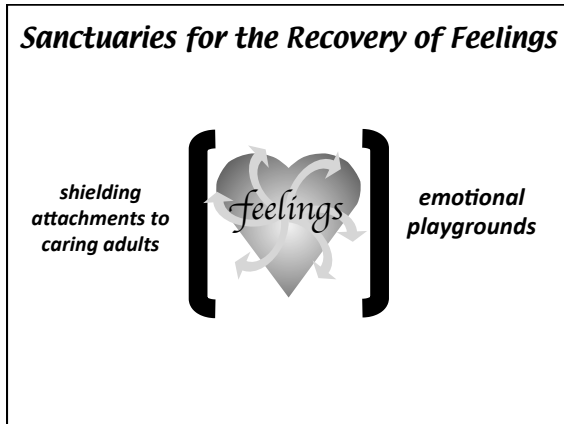 Sanctuaries for the Recovery of Feelings
shielding
attachments to
caring adults
feelings
emotional
playgrounds